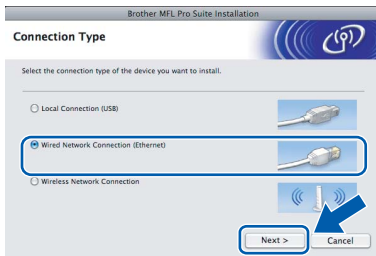 Brother MFL Pro Suite Installation
Connection Type
Select the connection type of the device you want to install.
Local Connection (USB)
Wired Network Connection (Ethernet)
Wireless Network Connection
Next > Cancel